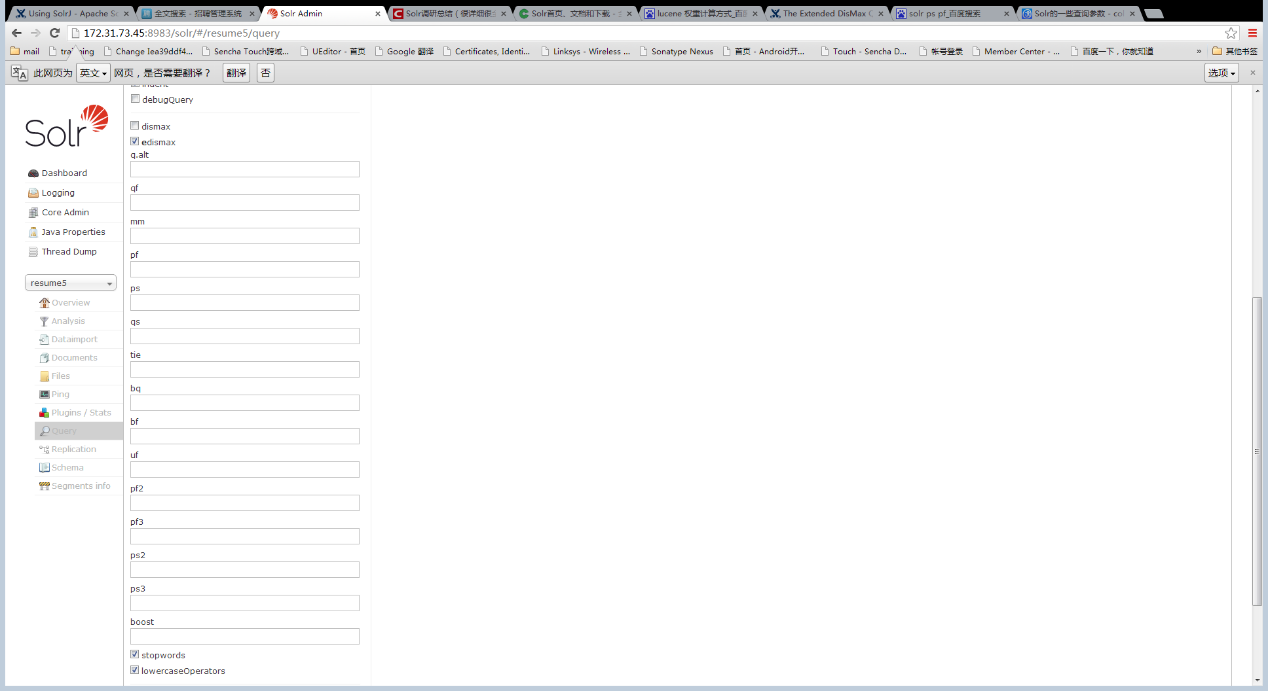 Using SolrJ - Apache So
全文搜索 - 招聘管理系统
Solr Admin
Solr调研总结 ( 很详细很全
Solr首页、文档和下载 -
lucene 权重计算方式_百度
The Extended DisMax Q
solr ps pf_百度搜索
Solr的一些查询参数 - col
172.31.73.45:8983/solr/#/resume5/query
mail
training
Change Iea39ddf4...
Sencha Touch跨域...
UEditor - 首页
Google 翻译
Certificates, Identi...
Linksys - Wireless ...
Sonatype Nexus
首页 - Android开...
Touch - Sencha D...
帐号登录
Member Center - ...
百度一下，你就知道
»
其他书签
此网页为 英文 网页，是否需要翻译？ 翻译 否
选项
indent
debugQuery
dismax
edismax
q.alt
qf
mm
pf
ps
qs
tie
bq
bf
uf
pf2
pf3
ps2
ps3
boost
stopwords
lowercaseOperators
Solr
Dashboard
Logging
Core Admin
Java Properties
Thread Dump
resume5
Overview
Analysis
Dataimport
Documents
Files
Ping
Plugins / Stats
Query
Replication
Schema
Segments info